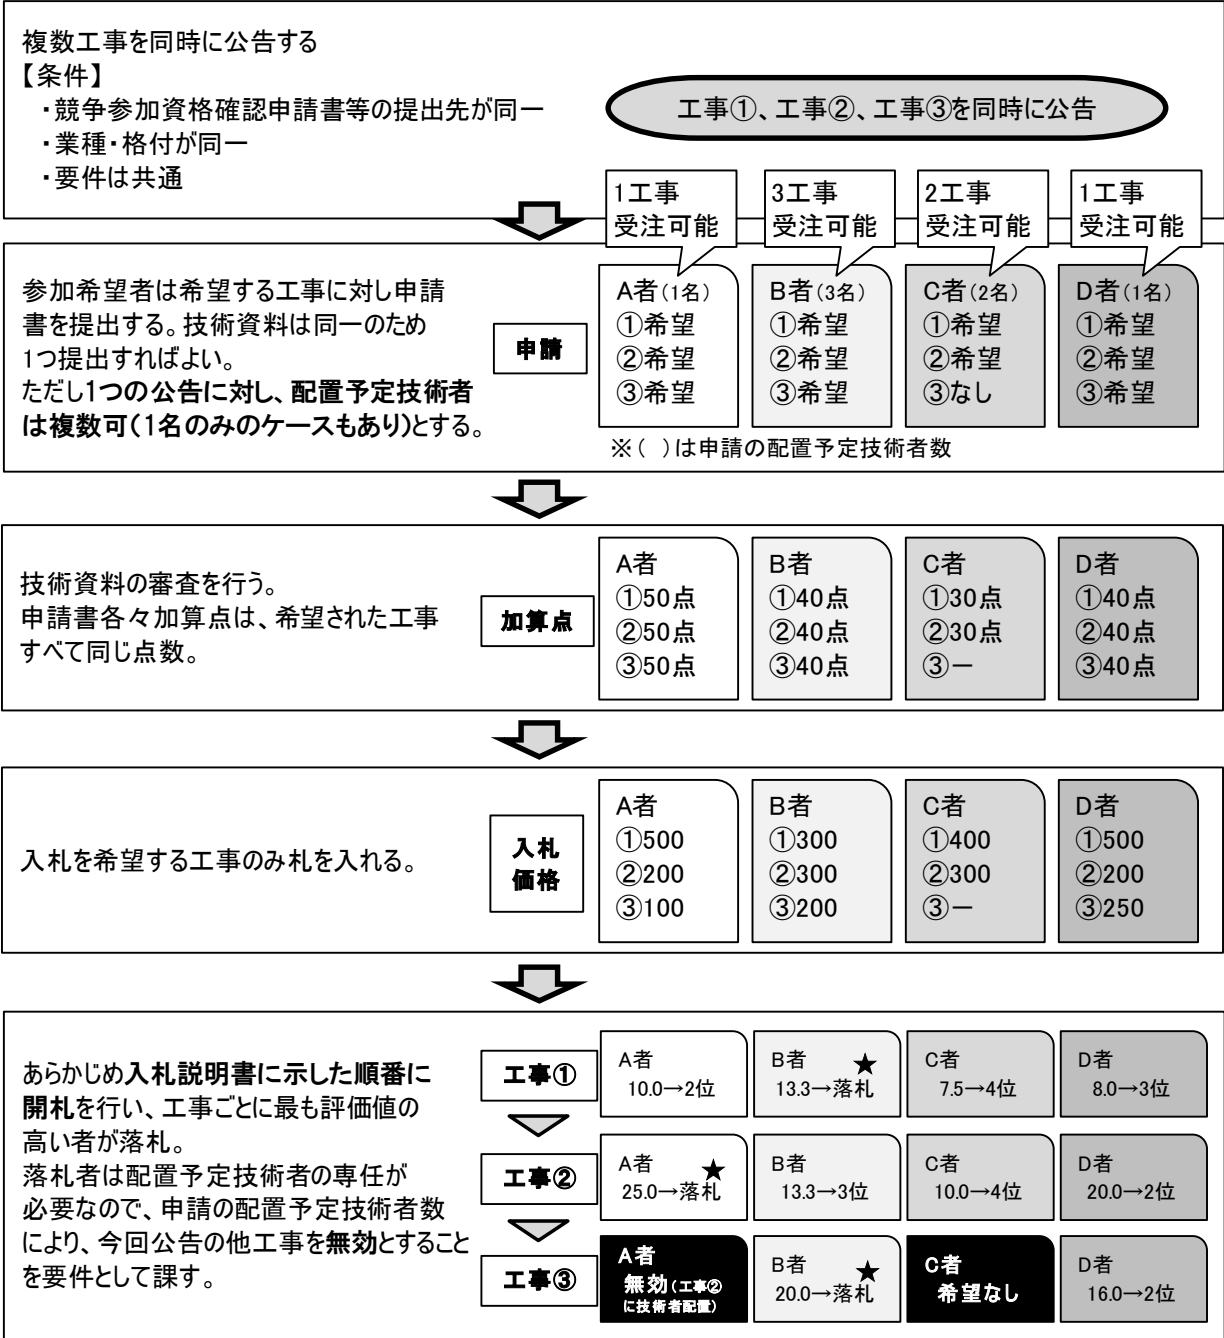 複数工事を同時に公告する
【条件】
・競争参加資格確認申請書等の提出先が同一
・業種・格付が同一
・要件は共通
工事①、工事②、工事③を同時に公告
1工事
受注可能
3工事
受注可能
2工事
受注可能
1工事
受注可能
参加希望者は希望する工事に対し申請
書を提出する。技術資料は同一のため
1つ提出すればよい。
ただし1つの公告に対し、配置予定技術者
は複数可(1名のみのケースもあり)とする。
申請
A者(1名)
①希望
②希望
③希望
B者(3名)
①希望
②希望
③希望
C者(2名)
①希望
②希望
③なし
D者(1名)
①希望
②希望
③希望
※( )は申請の配置予定技術者数
技術資料の審査を行う。
申請書各々加算点は、希望された工事
すべて同じ点数。
加算点
A者
①50点
②50点
③50点
B者
①40点
②40点
③40点
C者
①30点
②30点
③ー
D者
①40点
②40点
③40点
入札を希望する工事のみ札を入れる。
入札
価格
A者
①500
②200
③100
B者
①300
②300
③200
C者
①400
②300
③ー
D者
①500
②200
③250
あらかじめ入札説明書に示した順番に
開札を行い、工事ごとに最も評価値の
高い者が落札。
落札者は配置予定技術者の専任が
必要なので、申請の配置予定技術者数
により、今回公告の他工事を無効とすること
を要件として課す。
工事①
A者
10.0→2位
B者 ★
13.3→落札
C者
7.5→4位
D者
8.0→3位
工事②
A者 ★
25.0→落札
B者
13.3→3位
C者
10.0→4位
D者
20.0→2位
工事③
A者
無効(工事②
に技術者配置)
B者 ★
20.0→落札
C者
希望なし
D者
16.0→2位